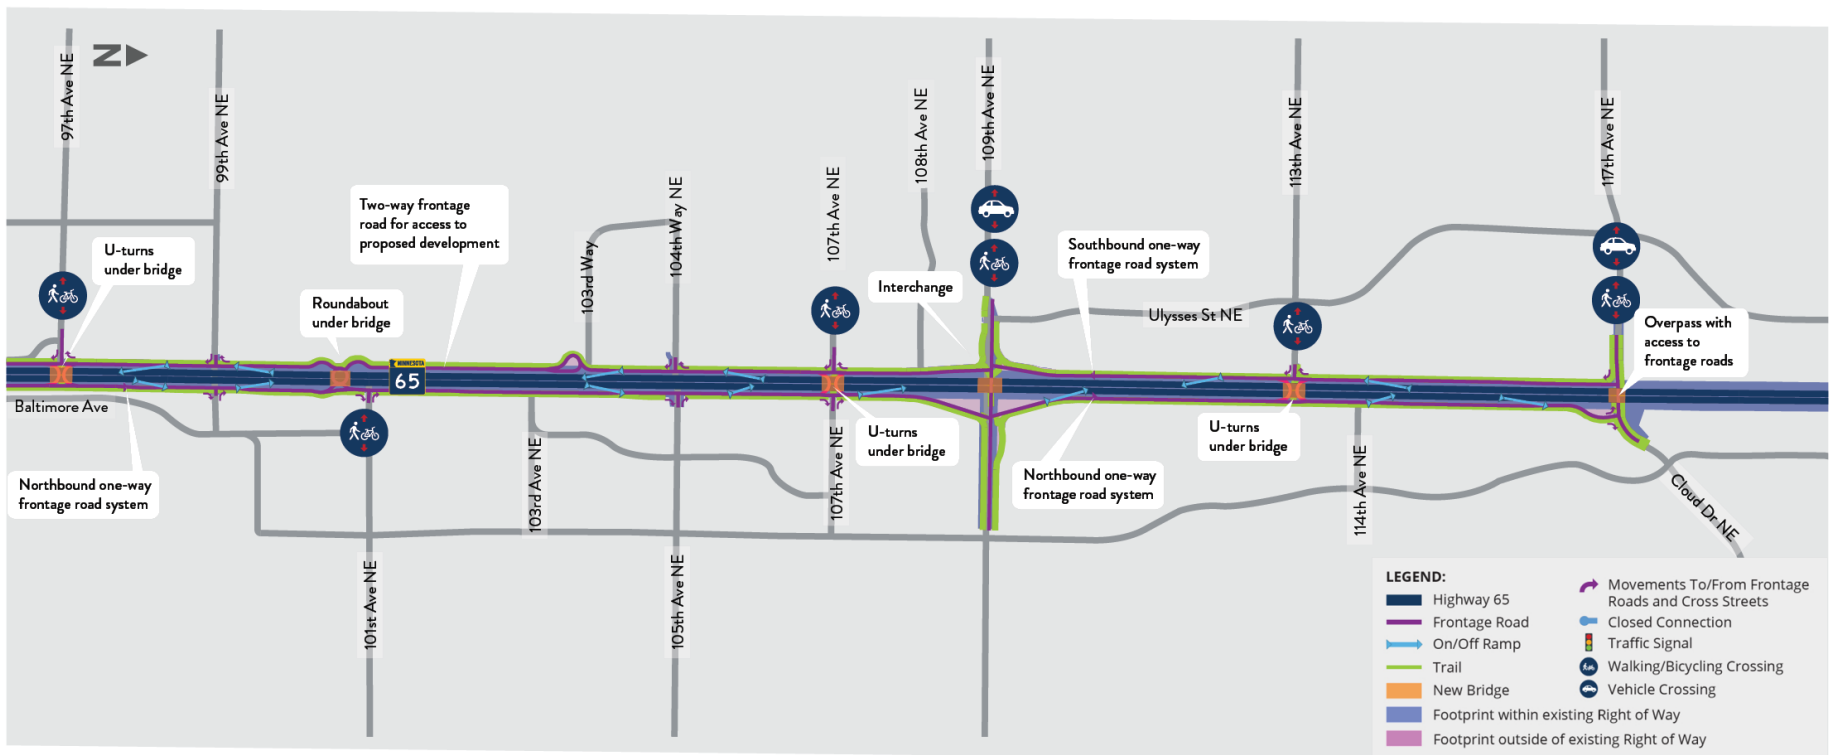 N
97th Ave NE
99th Ave NE
103rd Way
104th Way NE
107th Ave NE
108th Ave NE
109th Ave NE
113th Ave NE
117th Ave NE
U-turns
under bridge
Two-way frontage
road for access to
proposed development
Roundabout
under bridge
Interchange
Southbound one-way
frontage road system
Ulysses St NE
Overpass with
access to
frontage roads
MINNESOTA
65
Baltimore Ave
Northbound one-way
frontage road system
U-turns
under bridge
Northbound one-way
frontage road system
U-turns
under bridge
101st Ave NE
103rd Ave NE
105th Ave NE
107th Ave NE
114th Ave NE
Cloud Dr NE
LEGEND:
Highway 65
Frontage Road
On/Off Ramp
Trail
New Bridge
Footprint within existing Right of Way
Footprint outside of existing Right of Way
Movements To/From Frontage
Roads and Cross Streets
Closed Connection
Traffic Signal
Walking/Bicycling Crossing
Vehicle Crossing